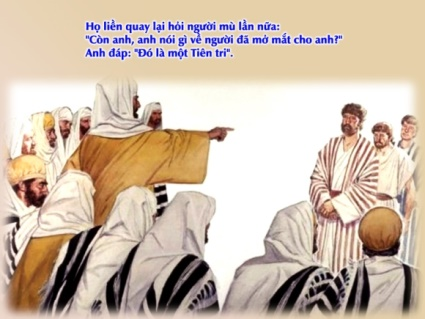 Họ liền quay lại hỏi người mù lần nữa:
"Còn anh, anh nói gì về người đã mở mắt cho anh?"
Anh đáp: "Đó là một Tiên tri".